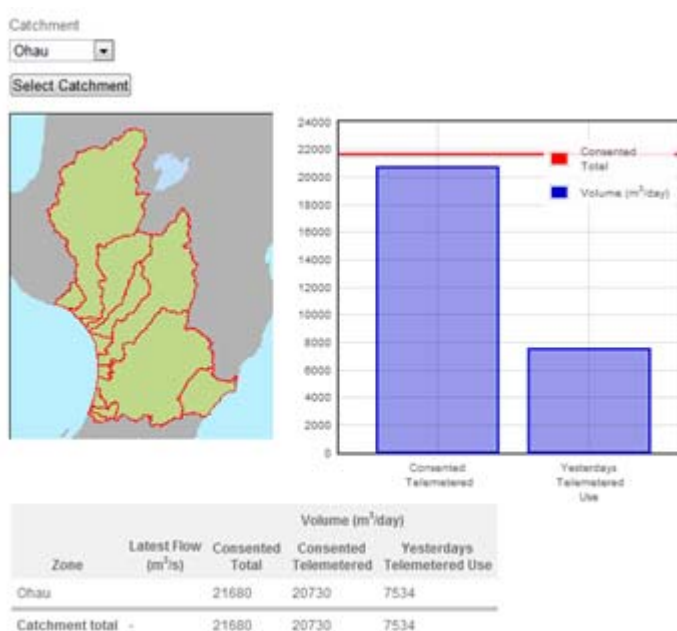 Catchment
Ohau
Select Catchment
24000
22000
20000
18000
16000
14000
12000
10000
8000
6000
4000
2000
0
Consented
Total
Volume (m³/day)
Consented
Telemetered
Yesterdays
Telemetered
Use
Volume (m³/day)
Zone Latest Flow (m³/s) Consented Total Consented Telemetered Yesterdays Telemetered Use
Ohau 21680 20730 7534
Catchment total - 21680 20730 7534